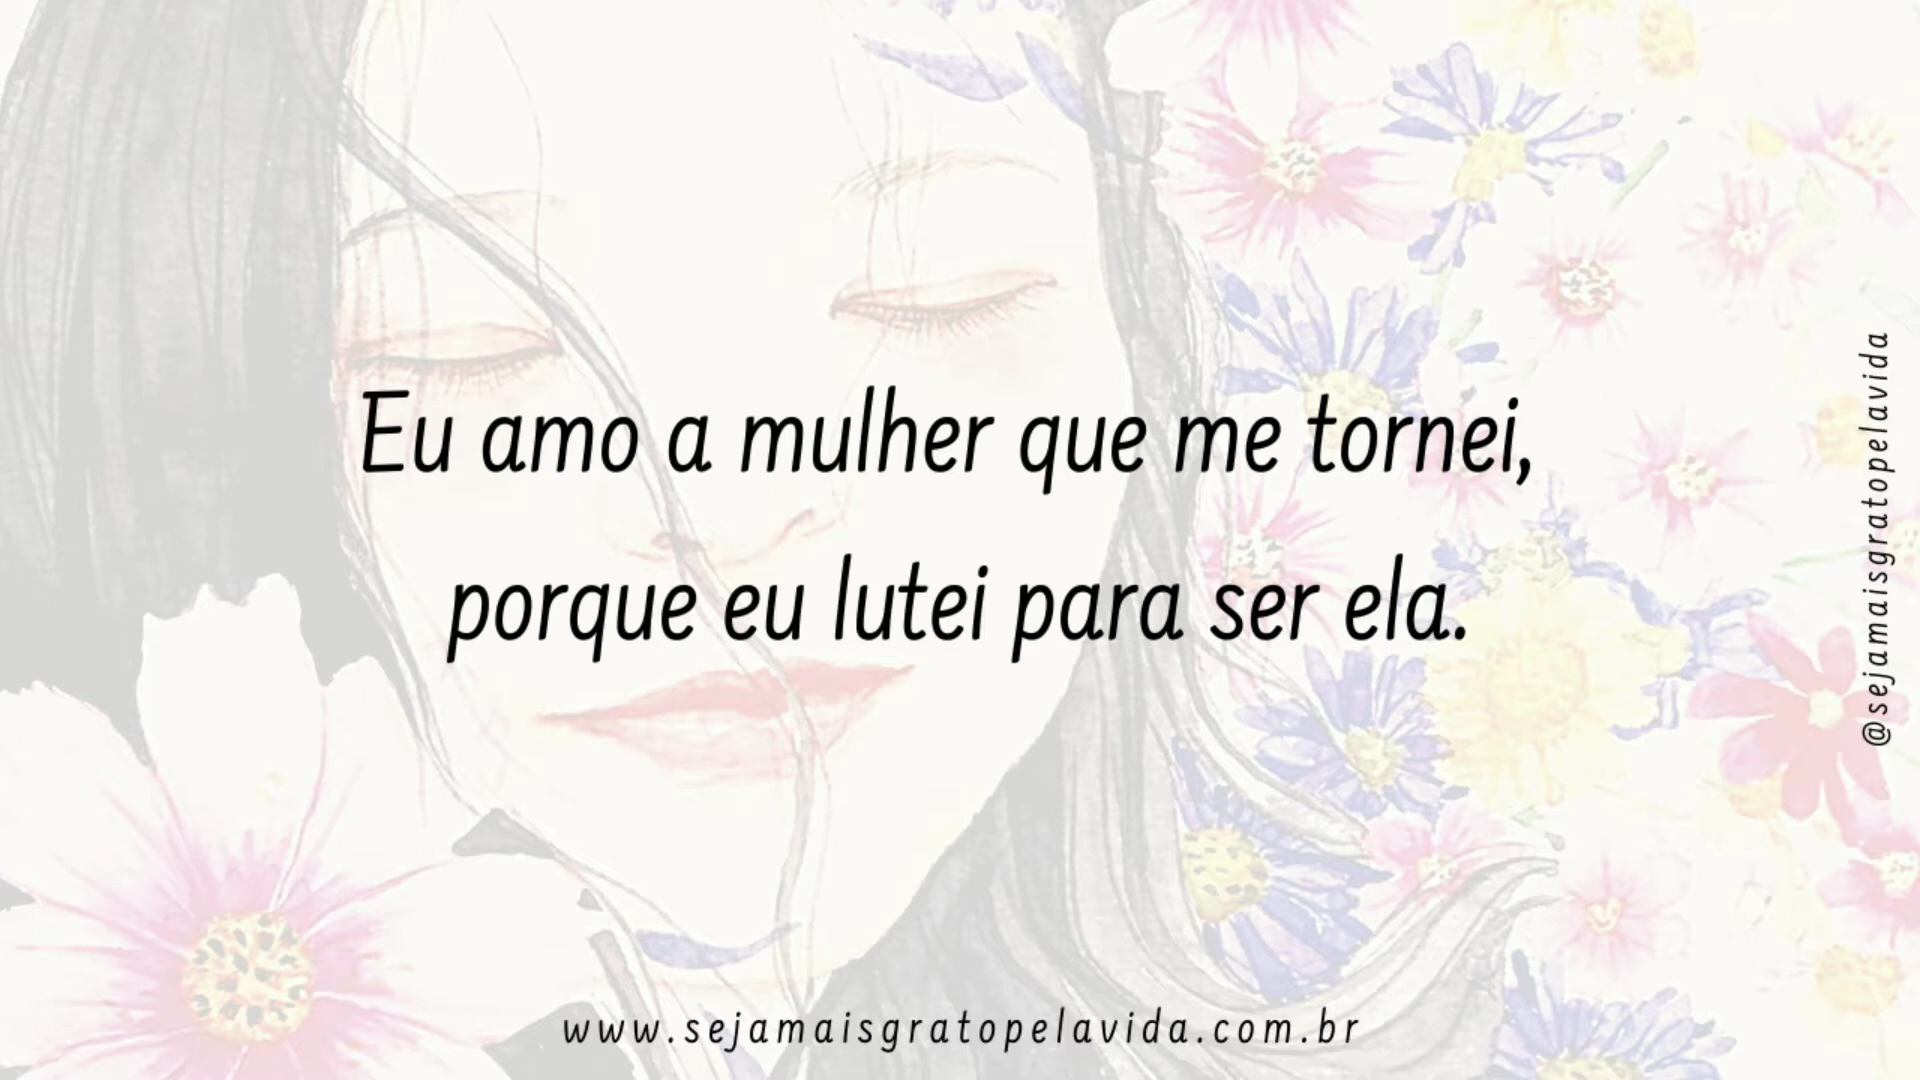 Eu amo a mulher que me tornei,
porque eu lutei para ser ela.
www.sejamaisgratopelavida.com.br
@sejamaisgratopelavida